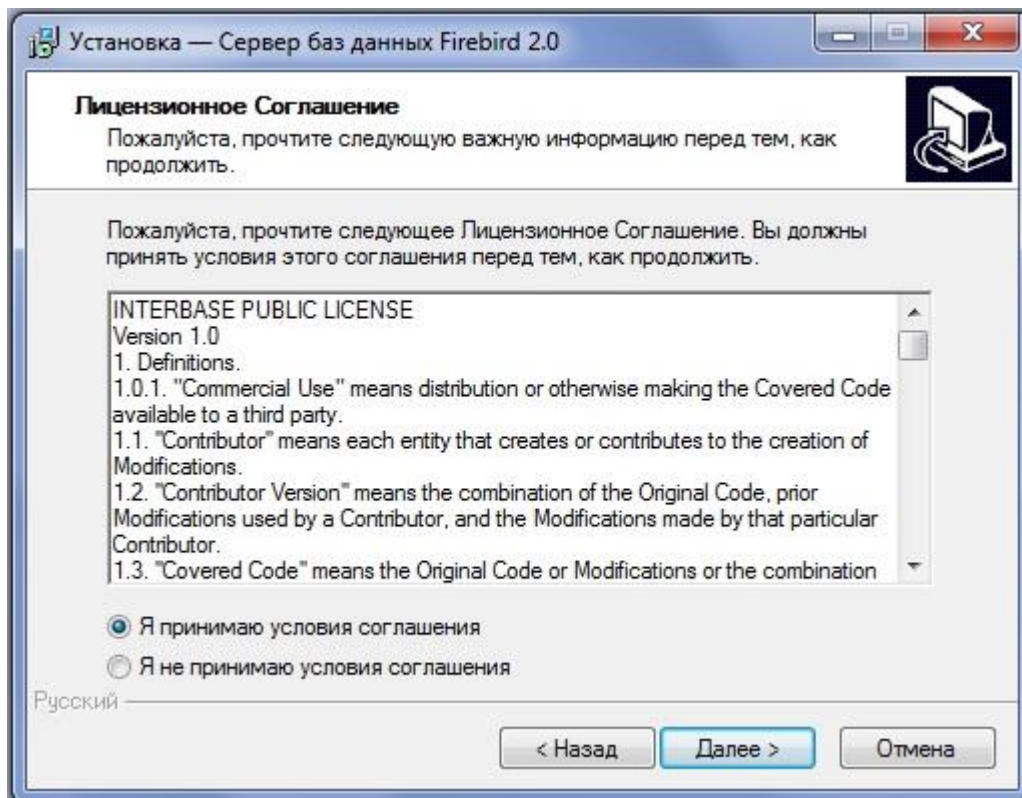 Установка — Сервер баз данных Firebird 2.0
Лицензионное Соглашение
Пожалуйста, прочтите следующую важную информацию перед тем, как
продолжить.
Пожалуйста, прочтите следующее Лицензионное Соглашение. Вы должны
принять условия этого соглашения перед тем, как продолжить.
INTERBASE PUBLIC LICENSE
Version 1.0
1. Definitions.
1.0.1. "Commercial Use" means distribution or otherwise making the Covered Code
available to a third party.
1.1. "Contributor" means each entity that creates or contributes to the creation of
Modifications.
1.2. "Contributor Version" means the combination of the Original Code, prior
Modifications used by a Contributor, and the Modifications made by that particular
Contributor.
1.3. "Covered Code" means the Original Code or Modifications or the combination
Я принимаю условия соглашения
Я не принимаю условия соглашения
Русский
< Назад
Далее >
Отмена